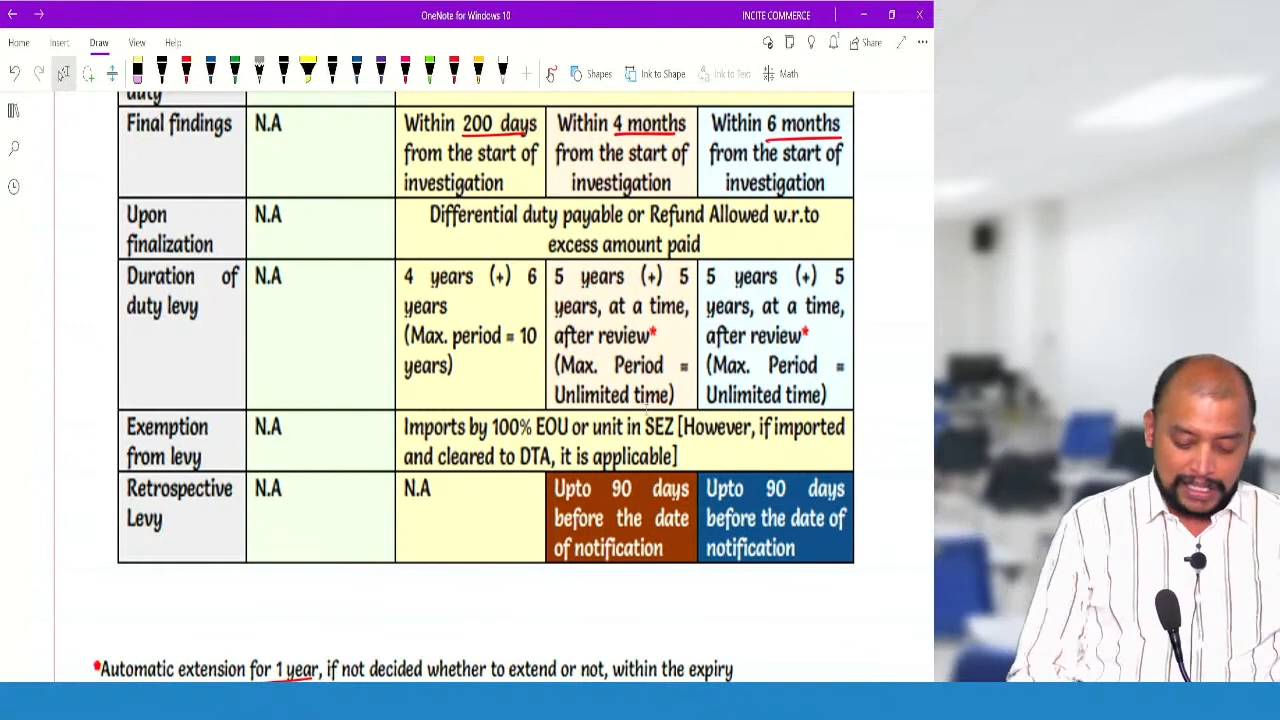 OneNote for Windows 10
INCITE COMMERCE
Home
Insert
Draw
View
Help
Share
Shapes
Ink to Shape
Ink to Text
Math
duty
Final findings
N.A
Within 200 days
from the start of
investigation
Within 4 months
from the start of
investigation
Within 6 months
from the start of
investigation
Upon
finalization
N.A
Differential duty payable or Refund Allowed w.r.to
excess amount paid
Duration of
duty levy
N.A
4 years (+) 6
years
(Max. period = 10
years)
5 years (+) 5
years, at a time,
after review*
(Max. Period =
Unlimited time)
5 years (+) 5
years, at a time,
after review*
(Max. Period =
Unlimited time)
Exemption
from levy
N.A
Imports by 100% EOU or unit in SEZ [However, if imported
and cleared to DTA, it is applicable]
Retrospective
Levy
N.A
N.A
Upto 90 days
before the date
of notification
Upto 90 days
before the date of
notification
*Automatic extension for 1 year, if not decided whether to extend or not, within the expiry